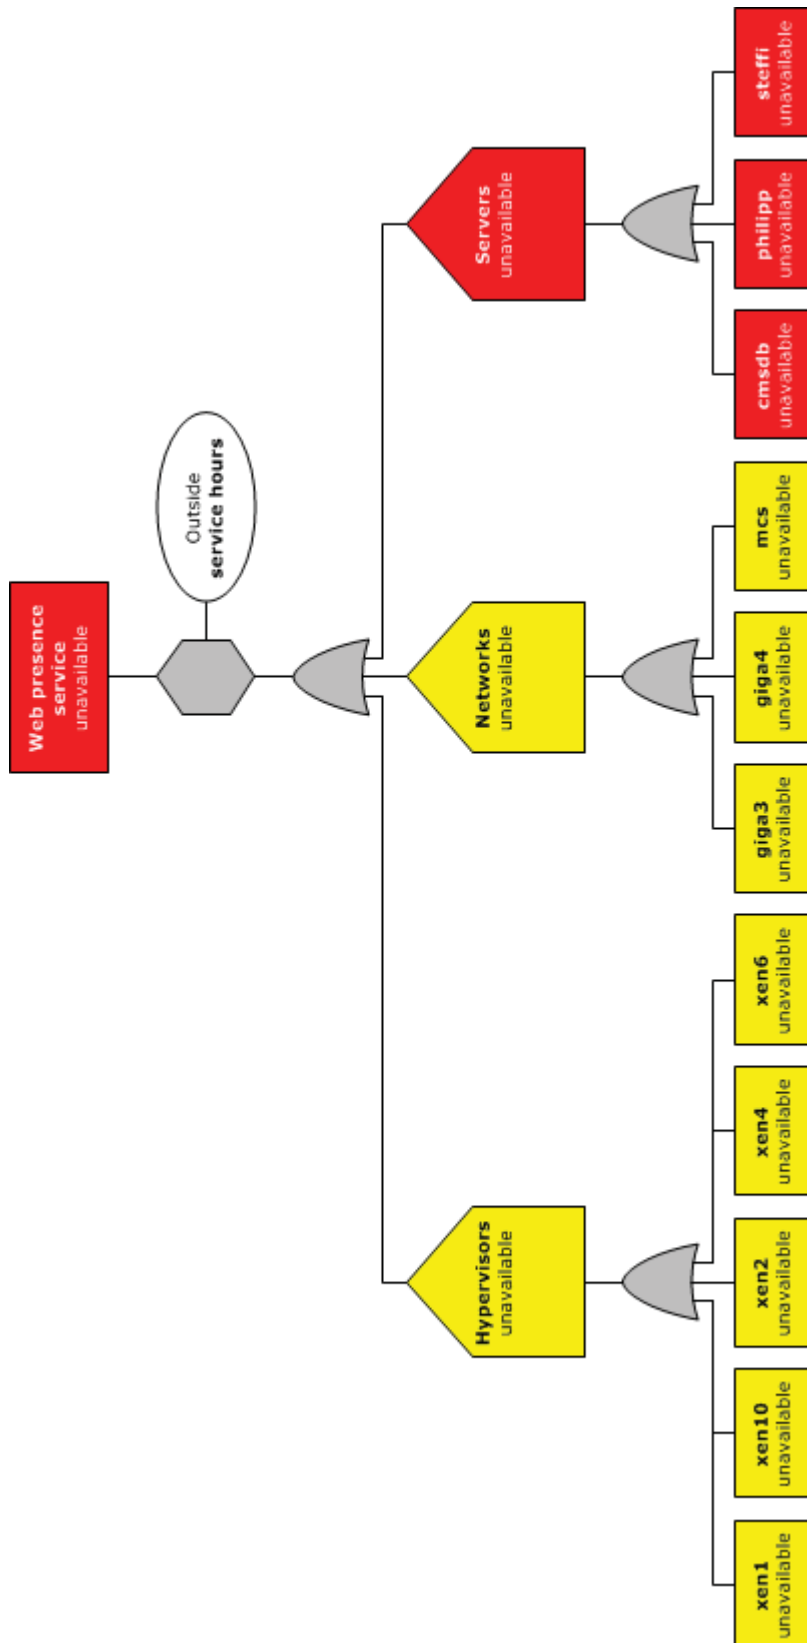 Web presence
service
unavailable
Outside
service hours
Hypervisors
unavailable
Networks
unavailable
Servers
unavailable
xen1
unavailable
xen10
unavailable
xen2
unavailable
xen4
unavailable
xen6
unavailable
giga3
unavailable
giga4
unavailable
mcs
unavailable
cmsdb
unavailable
philipp
unavailable
steffi
unavailable